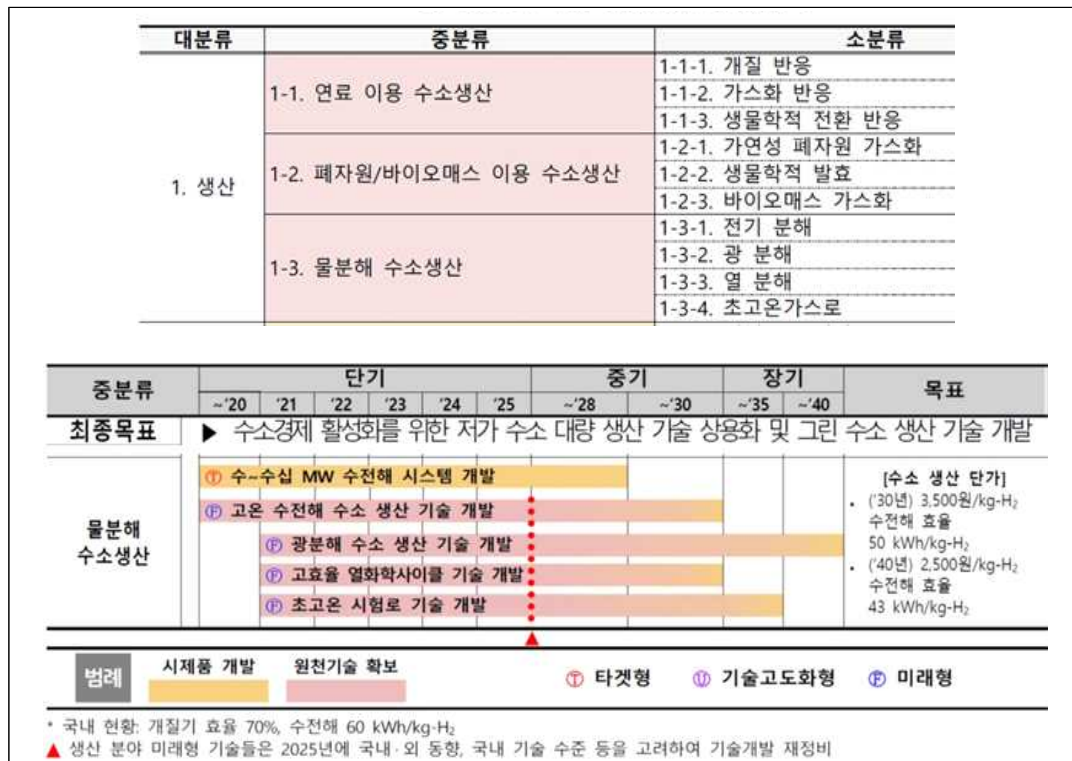 대분류 중분류 소분류
1. 생산
1-1. 연료 이용 수소생산
1-1-1. 개질 반응
1-1-2. 가스화 반응
1-1-3. 생물학적 전환 반응
1-2. 폐자원/바이오매스 이용 수소생산
1-2-1. 가연성 폐자원 가스화
1-2-2. 생물학적 발효
1-2-3. 바이오매스 가스화
1-3. 물분해 수소생산
1-3-1. 전기 분해
1-3-2. 광 분해
1-3-3. 열 분해
1-3-4. 초고온가스로
중분류 단기 중기 장기 목표
~'20 '21 '22 '23 '24 '25 ~'28 ~'30 ~'35 ~'40
최종목표 ▶ 수소경제 활성화를 위한 저가 수소 대량 생산 기술 상용화 및 그린 수소 생산 기술 개발
물분해
수소생산
Ⓣ 수~수십 MW 수전해 시스템 개발
Ⓕ 고온 수전해 수소 생산 기술 개발
Ⓕ 광분해 수소 생산 기술 개발
Ⓕ 고효율 열화학사이클 기술 개발
Ⓕ 초고온 시험로 기술 개발
[수소 생산 단가]
• ('30년) 3,500원/kg-H₂
수전해 효율
50 kWh/kg-H₂
• ('40년) 2,500원/kg-H₂
수전해 효율
43 kWh/kg-H₂
범례 시제품 개발 원천기술 확보 Ⓣ 타겟형 Ⓤ 기술고도화형 Ⓕ 미래형
* 국내 현황: 개질기 효율 70%, 수전해 60 kWh/kg-H₂
▲ 생산 분야 미래형 기술들은 2025년에 국내·외 동향, 국내 기술 수준 등을 고려하여 기술개발 재정비